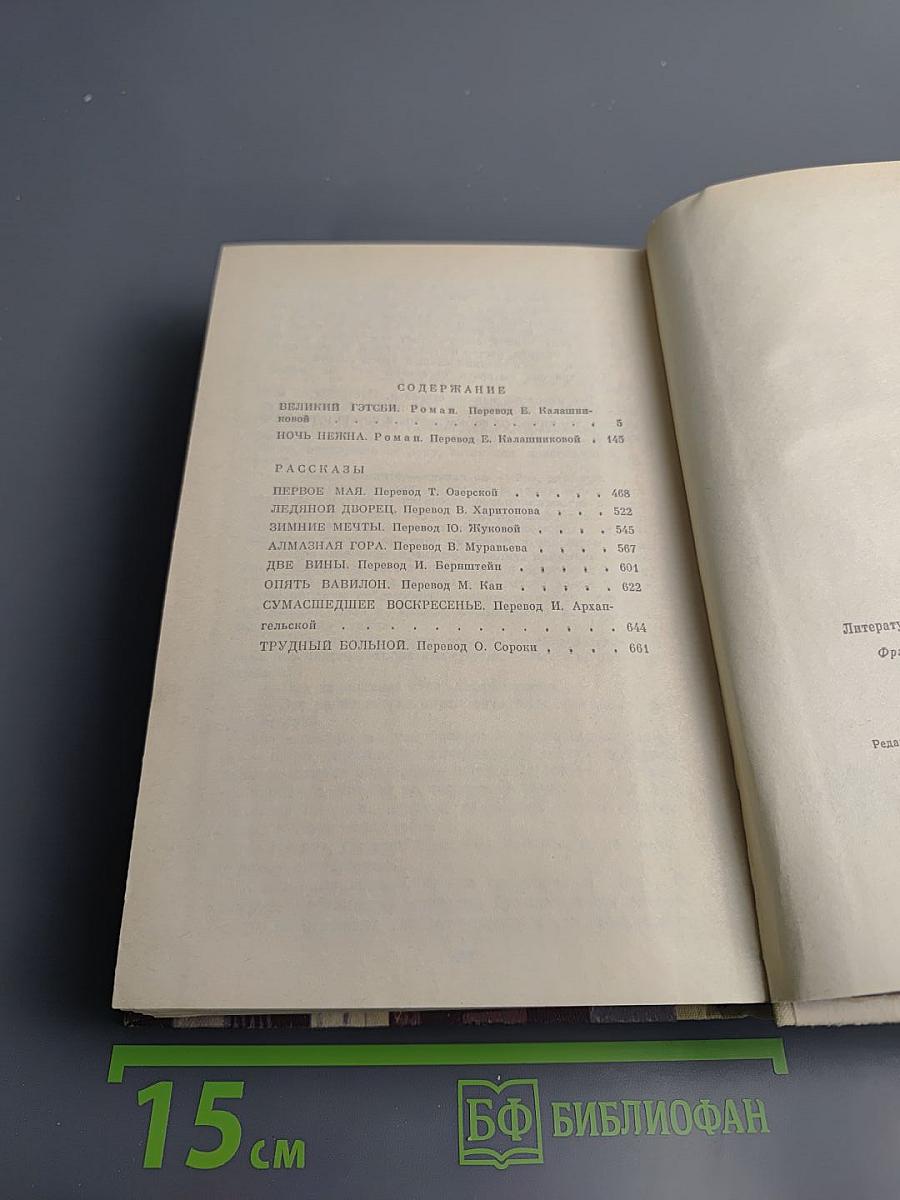 СОДЕРЖАНИЕ
ВЕЛИКИЙ ГЭТСБИ. Роман. Перевод Е. Калашни-
ковой . . . . . . . . . . . . . . 5
НОЧЬ НЕЖНА. Роман. Перевод Е. Калашниковой . 145
РАССКАЗЫ
ПЕРВОЕ МАЯ. Перевод Т. Озерской . . . . . 468
ЛЕДЯНОЙ ДВОРЕЦ. Перевод В. Харитонова . . . 522
ЗИМНИЕ МЕЧТЫ. Перевод Ю. Жуковой . . . . 545
АЛМАЗНАЯ ГОРА. Перевод В. Муравьева . . . . 567
ДВЕ ВИНЫ. Перевод И. Бернштейн . . . . . 601
ОПЯТЬ ВАВИЛОН. Перевод М. Кан . . . . . 622
СУМАСШЕДШЕЕ ВОСКРЕСЕНЬЕ. Перевод И. Архан-
гельской . . . . . . . . . . . . . 644
ТРУДНЫЙ БОЛЬНОЙ. Перевод О. Сороки . . . . 661
Литерату
Фра
Реда
15 см
БФ БИБЛИОФАН